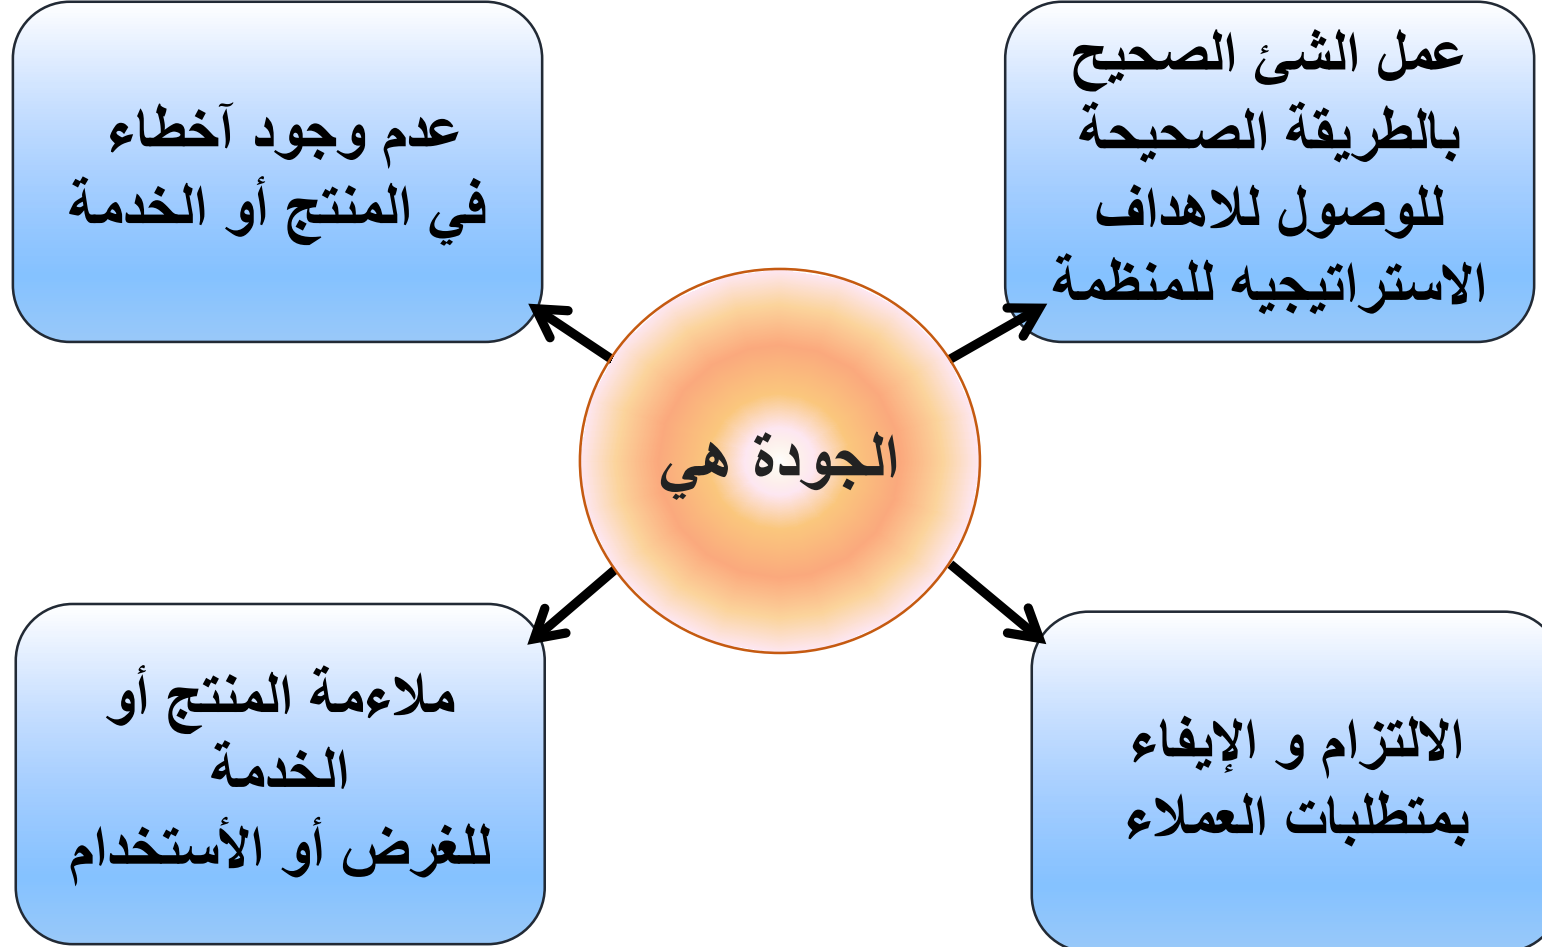 عمل الشئ الصحيح
بالطريقة الصحيحة
للوصول للاهداف
الاستراتيجيه للمنظمة
عدم وجود آخطاء
في المنتج أو الخدمة
الجودة هي
الالتزام و الإيفاء
بمتطلبات العملاء
ملاءمة المنتج أو
الخدمة
للغرض أو الأستخدام